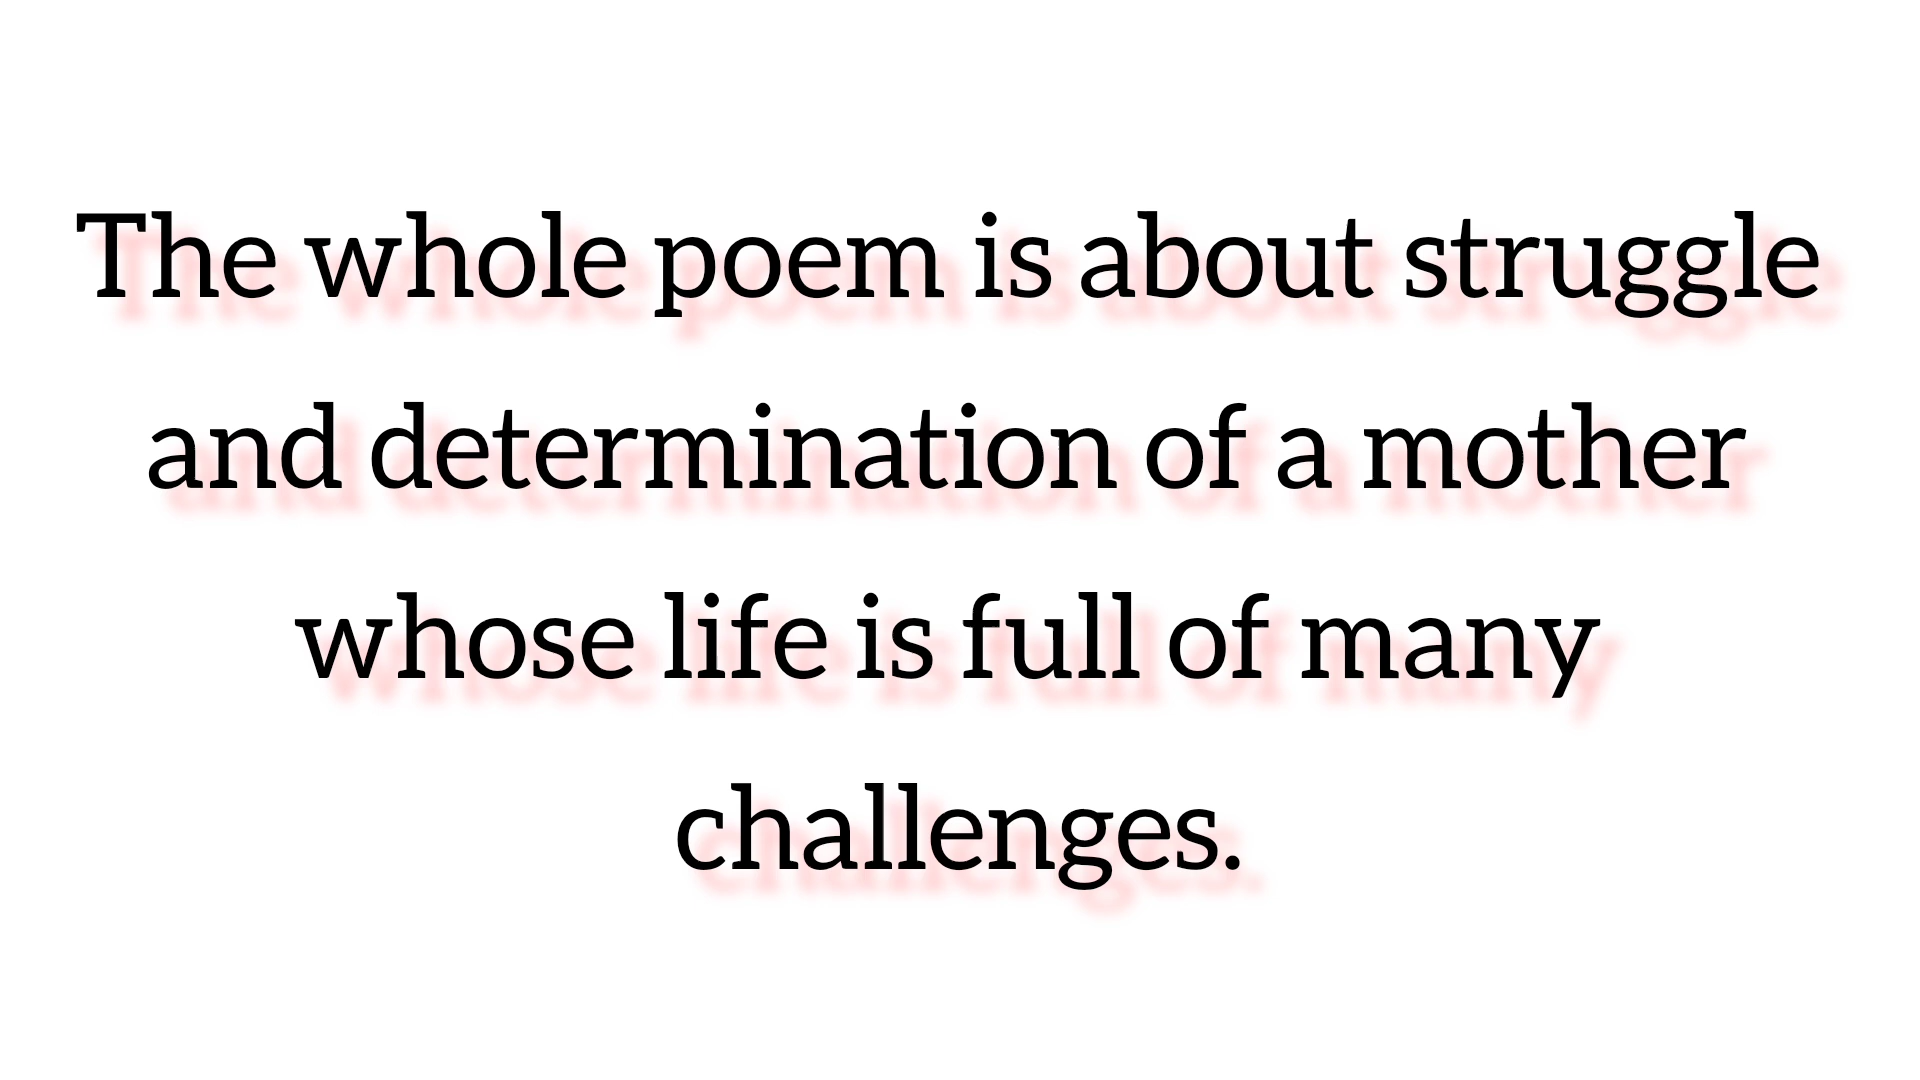 The whole poem is about struggle
and determination of a mother
whose life is full of many
challenges.